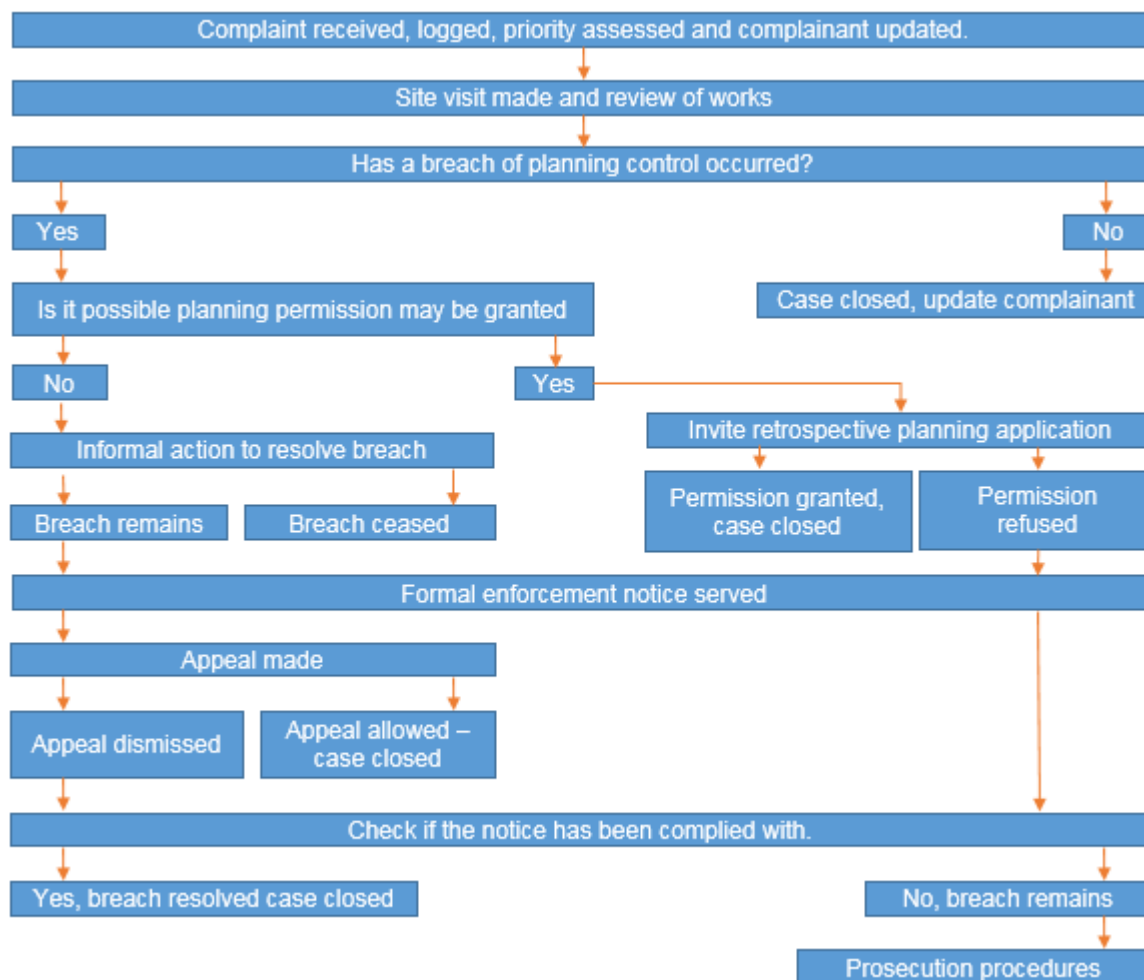 Complaint received, logged, priority assessed and complainant updated.
Site visit made and review of works
Has a breach of planning control occurred?
Yes
No
Is it possible planning permission may be granted
Case closed, update complainant
No
Yes
Invite retrospective planning application
Informal action to resolve breach
Permission granted,
case closed
Permission
refused
Breach remains
Breach ceased
Formal enforcement notice served
Appeal made
Appeal dismissed
Appeal allowed –
case closed
Check if the notice has been complied with.
Yes, breach resolved case closed
No, breach remains
Prosecution procedures